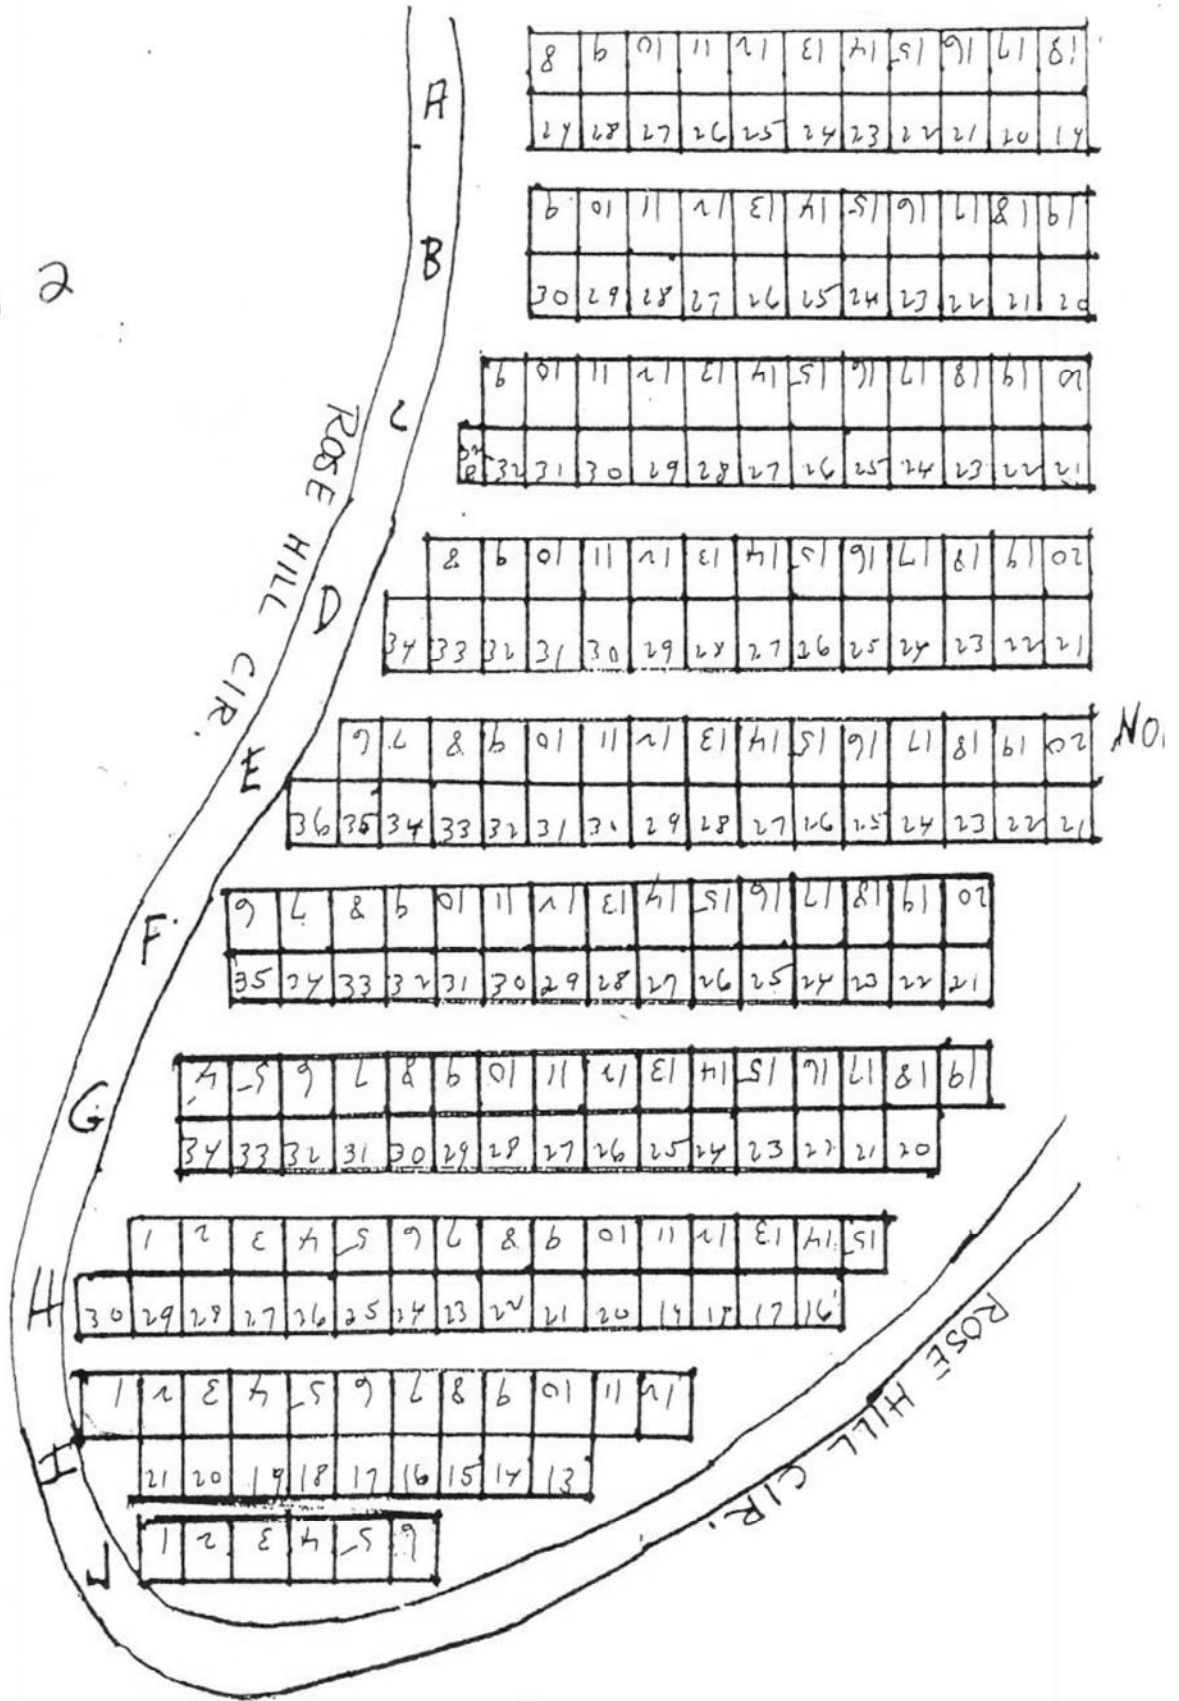 A
8 9 10 11 12 13 14 15 16 17 18
29 28 27 26 25 24 23 22 21 20 19
B
9 10 11 12 13 14 15 16 17 18 19
30 29 28 27 26 25 24 23 22 21 20
2
C
9 10 11 12 13 14 15 16 17 18 19 20
32 31 30 29 28 27 26 25 24 23 22 21
ROSE HILL CIR.
D
8 9 10 11 12 13 14 15 16 17 18 19 20
34 33 32 31 30 29 28 27 26 25 24 23 22 21
E
6 7 8 9 10 11 12 13 14 15 16 17 18 19 20
36 35 34 33 32 31 30 29 28 27 26 25 24 23 22 21
F
6 7 8 9 10 11 12 13 14 15 16 17 18 19 20
35 34 33 32 31 30 29 28 27 26 25 24 23 22 21
G
4 5 6 7 8 9 10 11 12 13 14 15 16 17 18 19
34 33 32 31 30 29 28 27 26 25 24 23 22 21 20
H
1 2 3 4 5 6 7 8 9 10 11 12 13 14 15
30 29 28 27 26 25 24 23 22 21 20 19 18 17 16
I
1 2 3 4 5 6 7 8 9 10 11 12
21 20 19 18 17 16 15 14 13
J
1 2 3 4 5 6
ROSE HILL CIR.